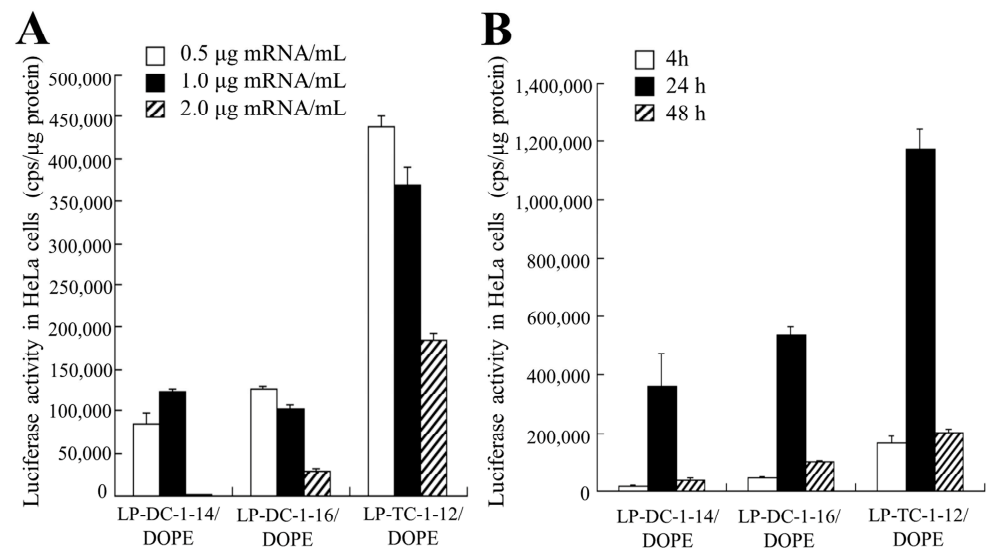 A
0.5 μg mRNA/mL
1.0 μg mRNA/mL
2.0 μg mRNA/mL
Luciferase activity in HeLa cells (cps/μg protein)
500,000
450,000
400,000
350,000
300,000
250,000
200,000
150,000
100,000
50,000
0
LP-DC-1-14/
DOPE
LP-DC-1-16/
DOPE
LP-TC-1-12/
DOPE
B
4h
24 h
48 h
Luciferase activity in HeLa cells (cps/μg protein)
1,400,000
1,200,000
1,000,000
800,000
600,000
400,000
200,000
0
LP-DC-1-14/
DOPE
LP-DC-1-16/
DOPE
LP-TC-1-12/
DOPE